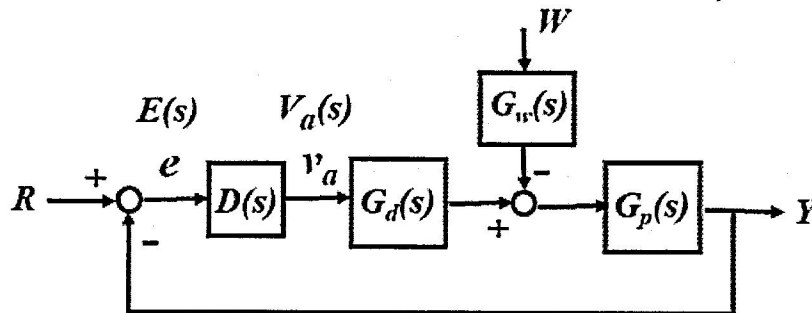 W
G_w(s)
E(s) V_a(s)
e v_a
R + D(s) G_d(s) - G_p(s) Y
- +